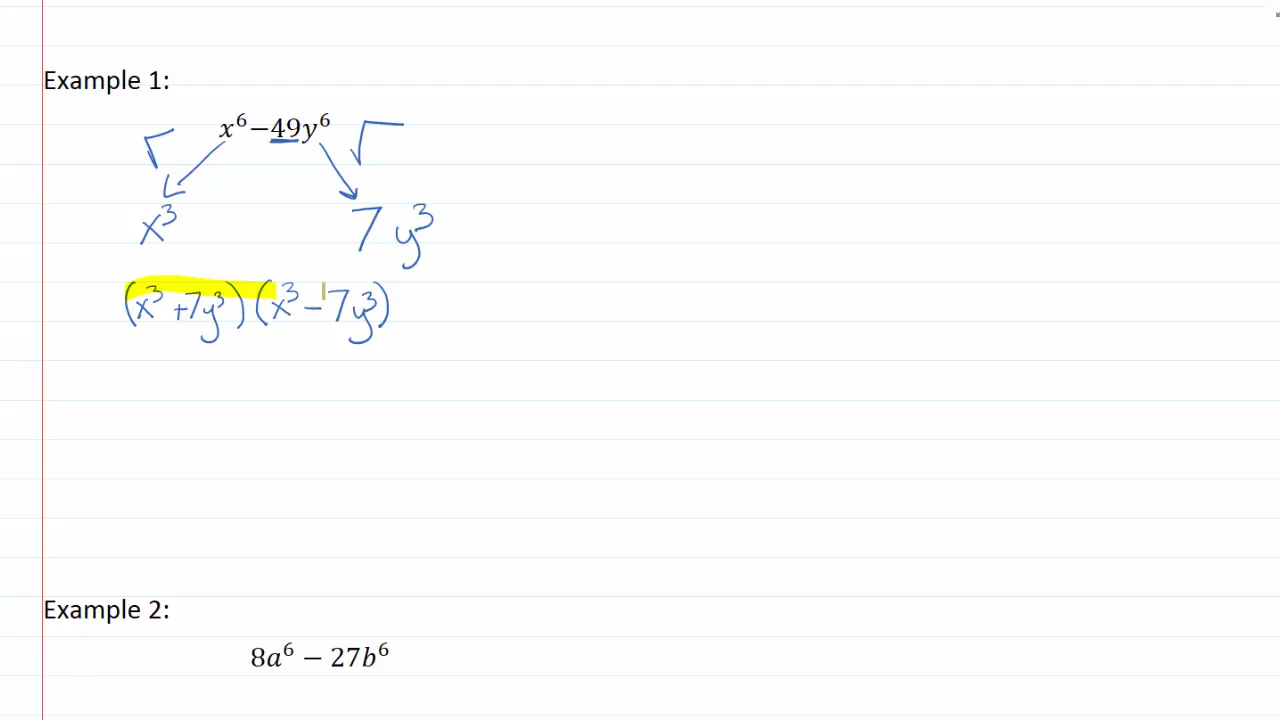 Example 1:
√ x⁶−49y⁶ √
x³ 7y³
(x³+7y³)(x³−7y³)
Example 2:
8a⁶ − 27b⁶